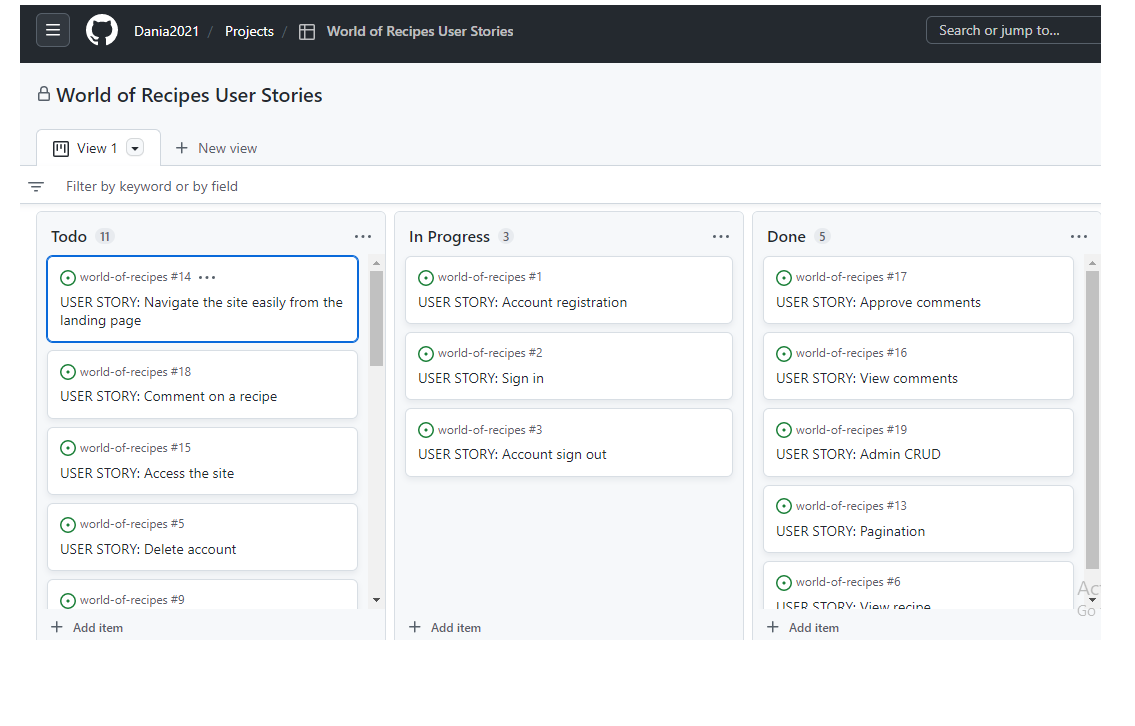 Dania2021 / Projects / World of Recipes User Stories
Search or jump to...
World of Recipes User Stories
View 1
New view
Filter by keyword or by field
Todo 11
world-of-recipes #14
USER STORY: Navigate the site easily from the
landing page
world-of-recipes #18
USER STORY: Comment on a recipe
world-of-recipes #15
USER STORY: Access the site
world-of-recipes #5
USER STORY: Delete account
world-of-recipes #9
+ Add item
In Progress 3
world-of-recipes #1
USER STORY: Account registration
world-of-recipes #2
USER STORY: Sign in
world-of-recipes #3
USER STORY: Account sign out
+ Add item
Done 5
world-of-recipes #17
USER STORY: Approve comments
world-of-recipes #16
USER STORY: View comments
world-of-recipes #19
USER STORY: Admin CRUD
world-of-recipes #13
USER STORY: Pagination
world-of-recipes #6
USER STORY: View recipe
+ Add item
Go